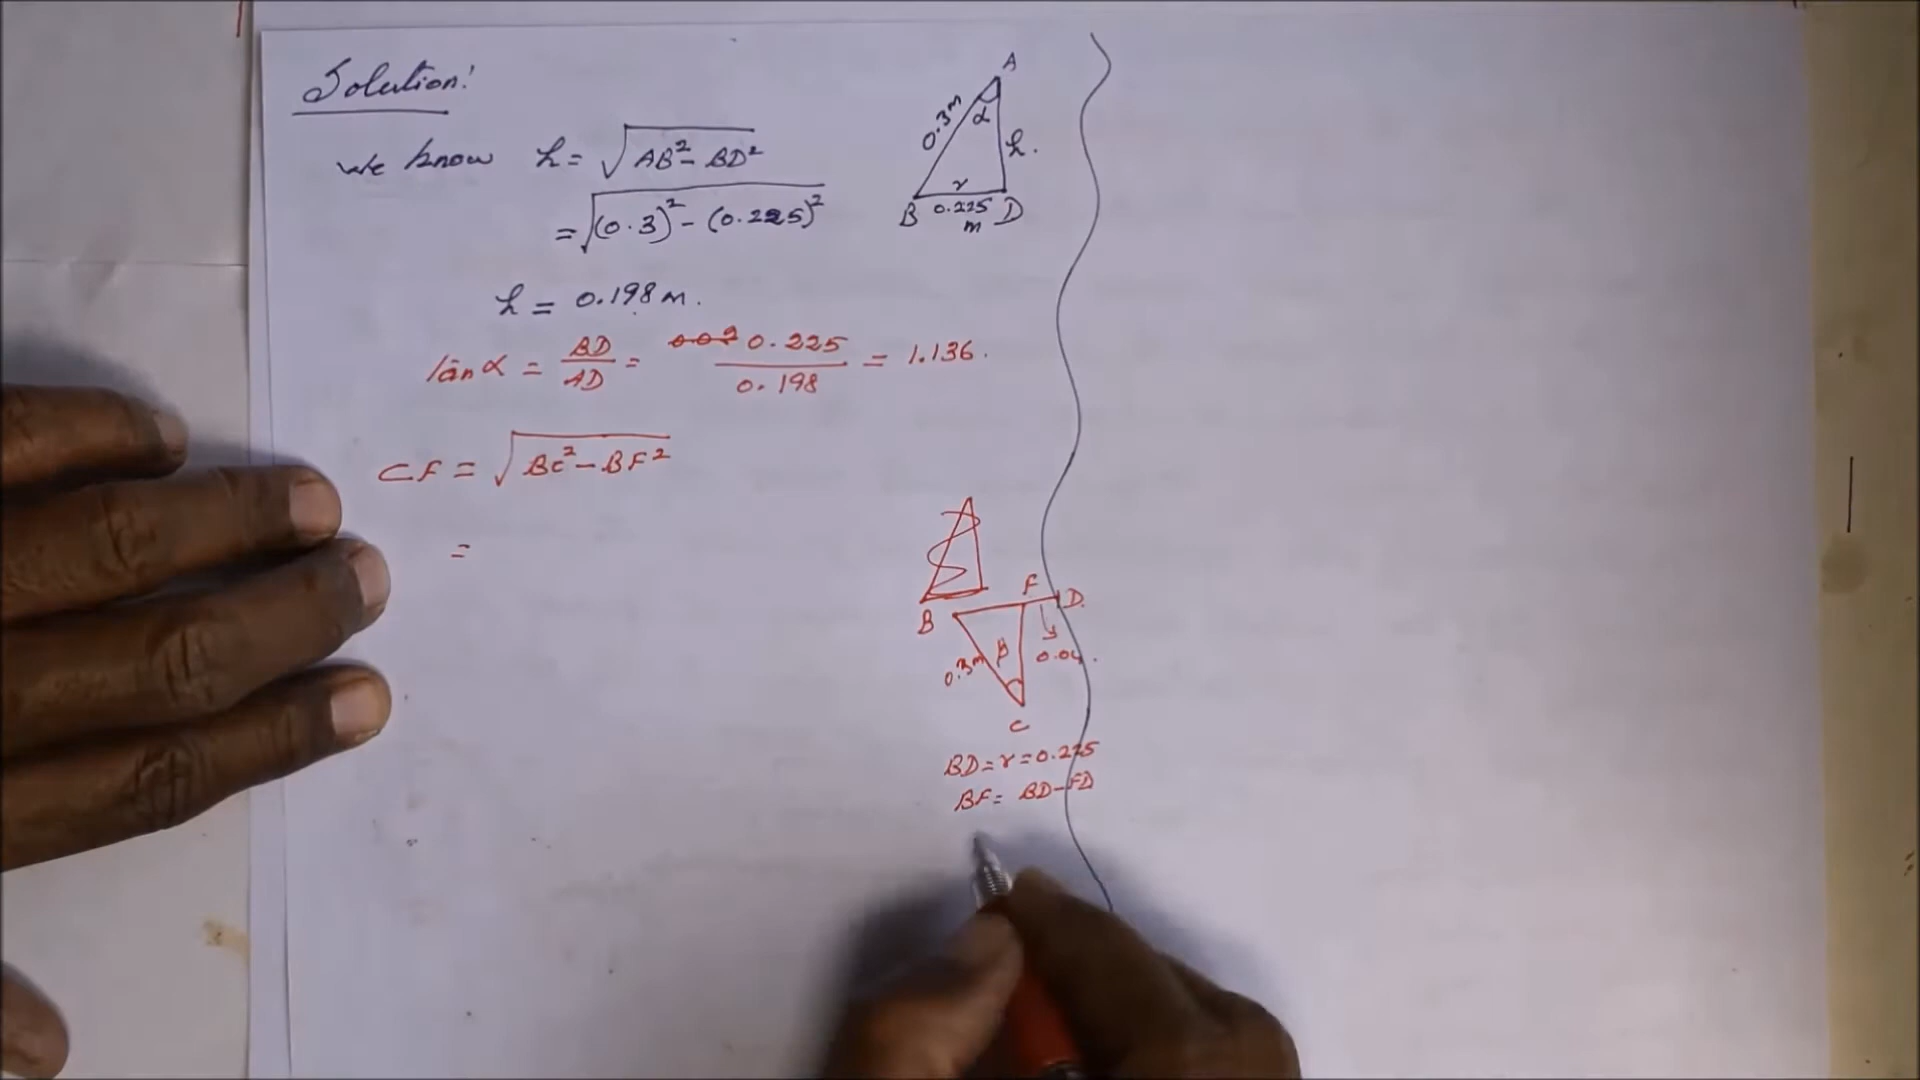 Solution:
A
we know h = √AB² - BD²
0.3m
α
h.
= √(0.3)² - (0.225)²
r
B 0.225 D
m
h = 0.198 m.
tan α = BD/AD = 0.225/0.198 = 1.136.
CF = √BC² - BF²
=
F
D.
B
β
0.3m
0.04.
C
BD = r = 0.225
BF = BD - FD